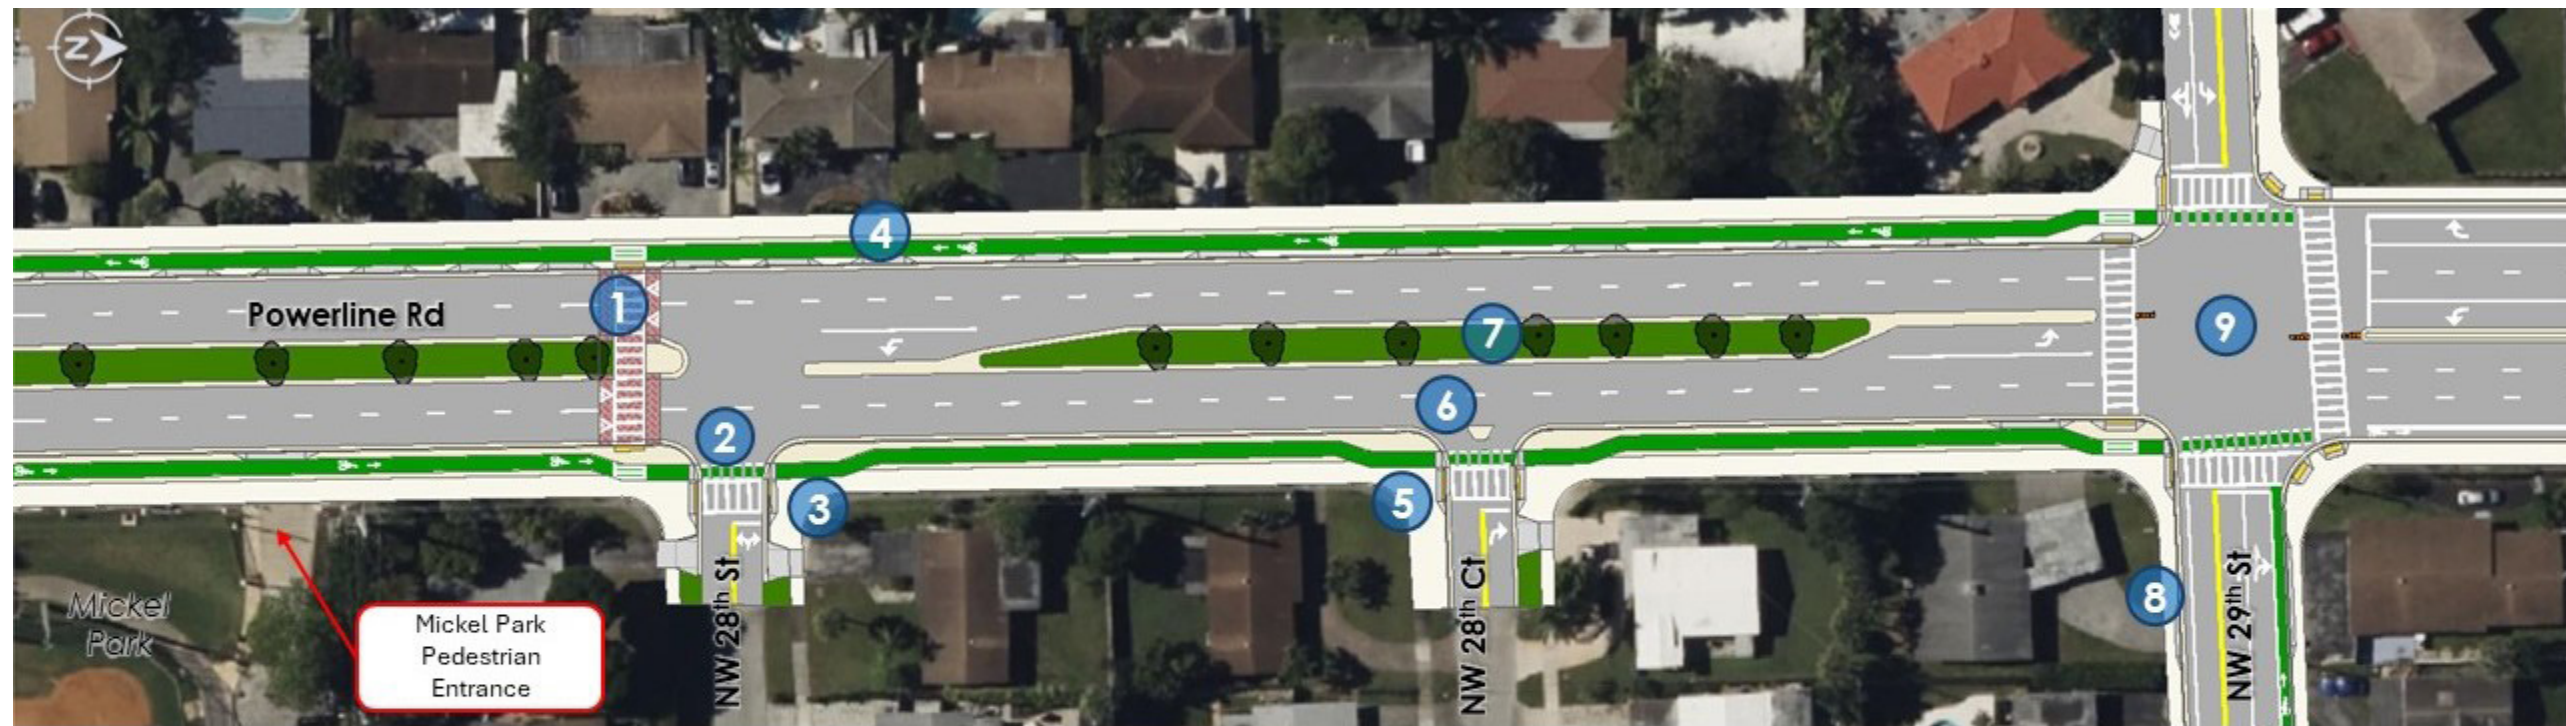 Z
4
1
Powerline Rd
7
9
6
2
3
5
8
Mickel
Park
Mickel Park
Pedestrian
Entrance
NW 28th St
NW 28th Ct
NW 29th St